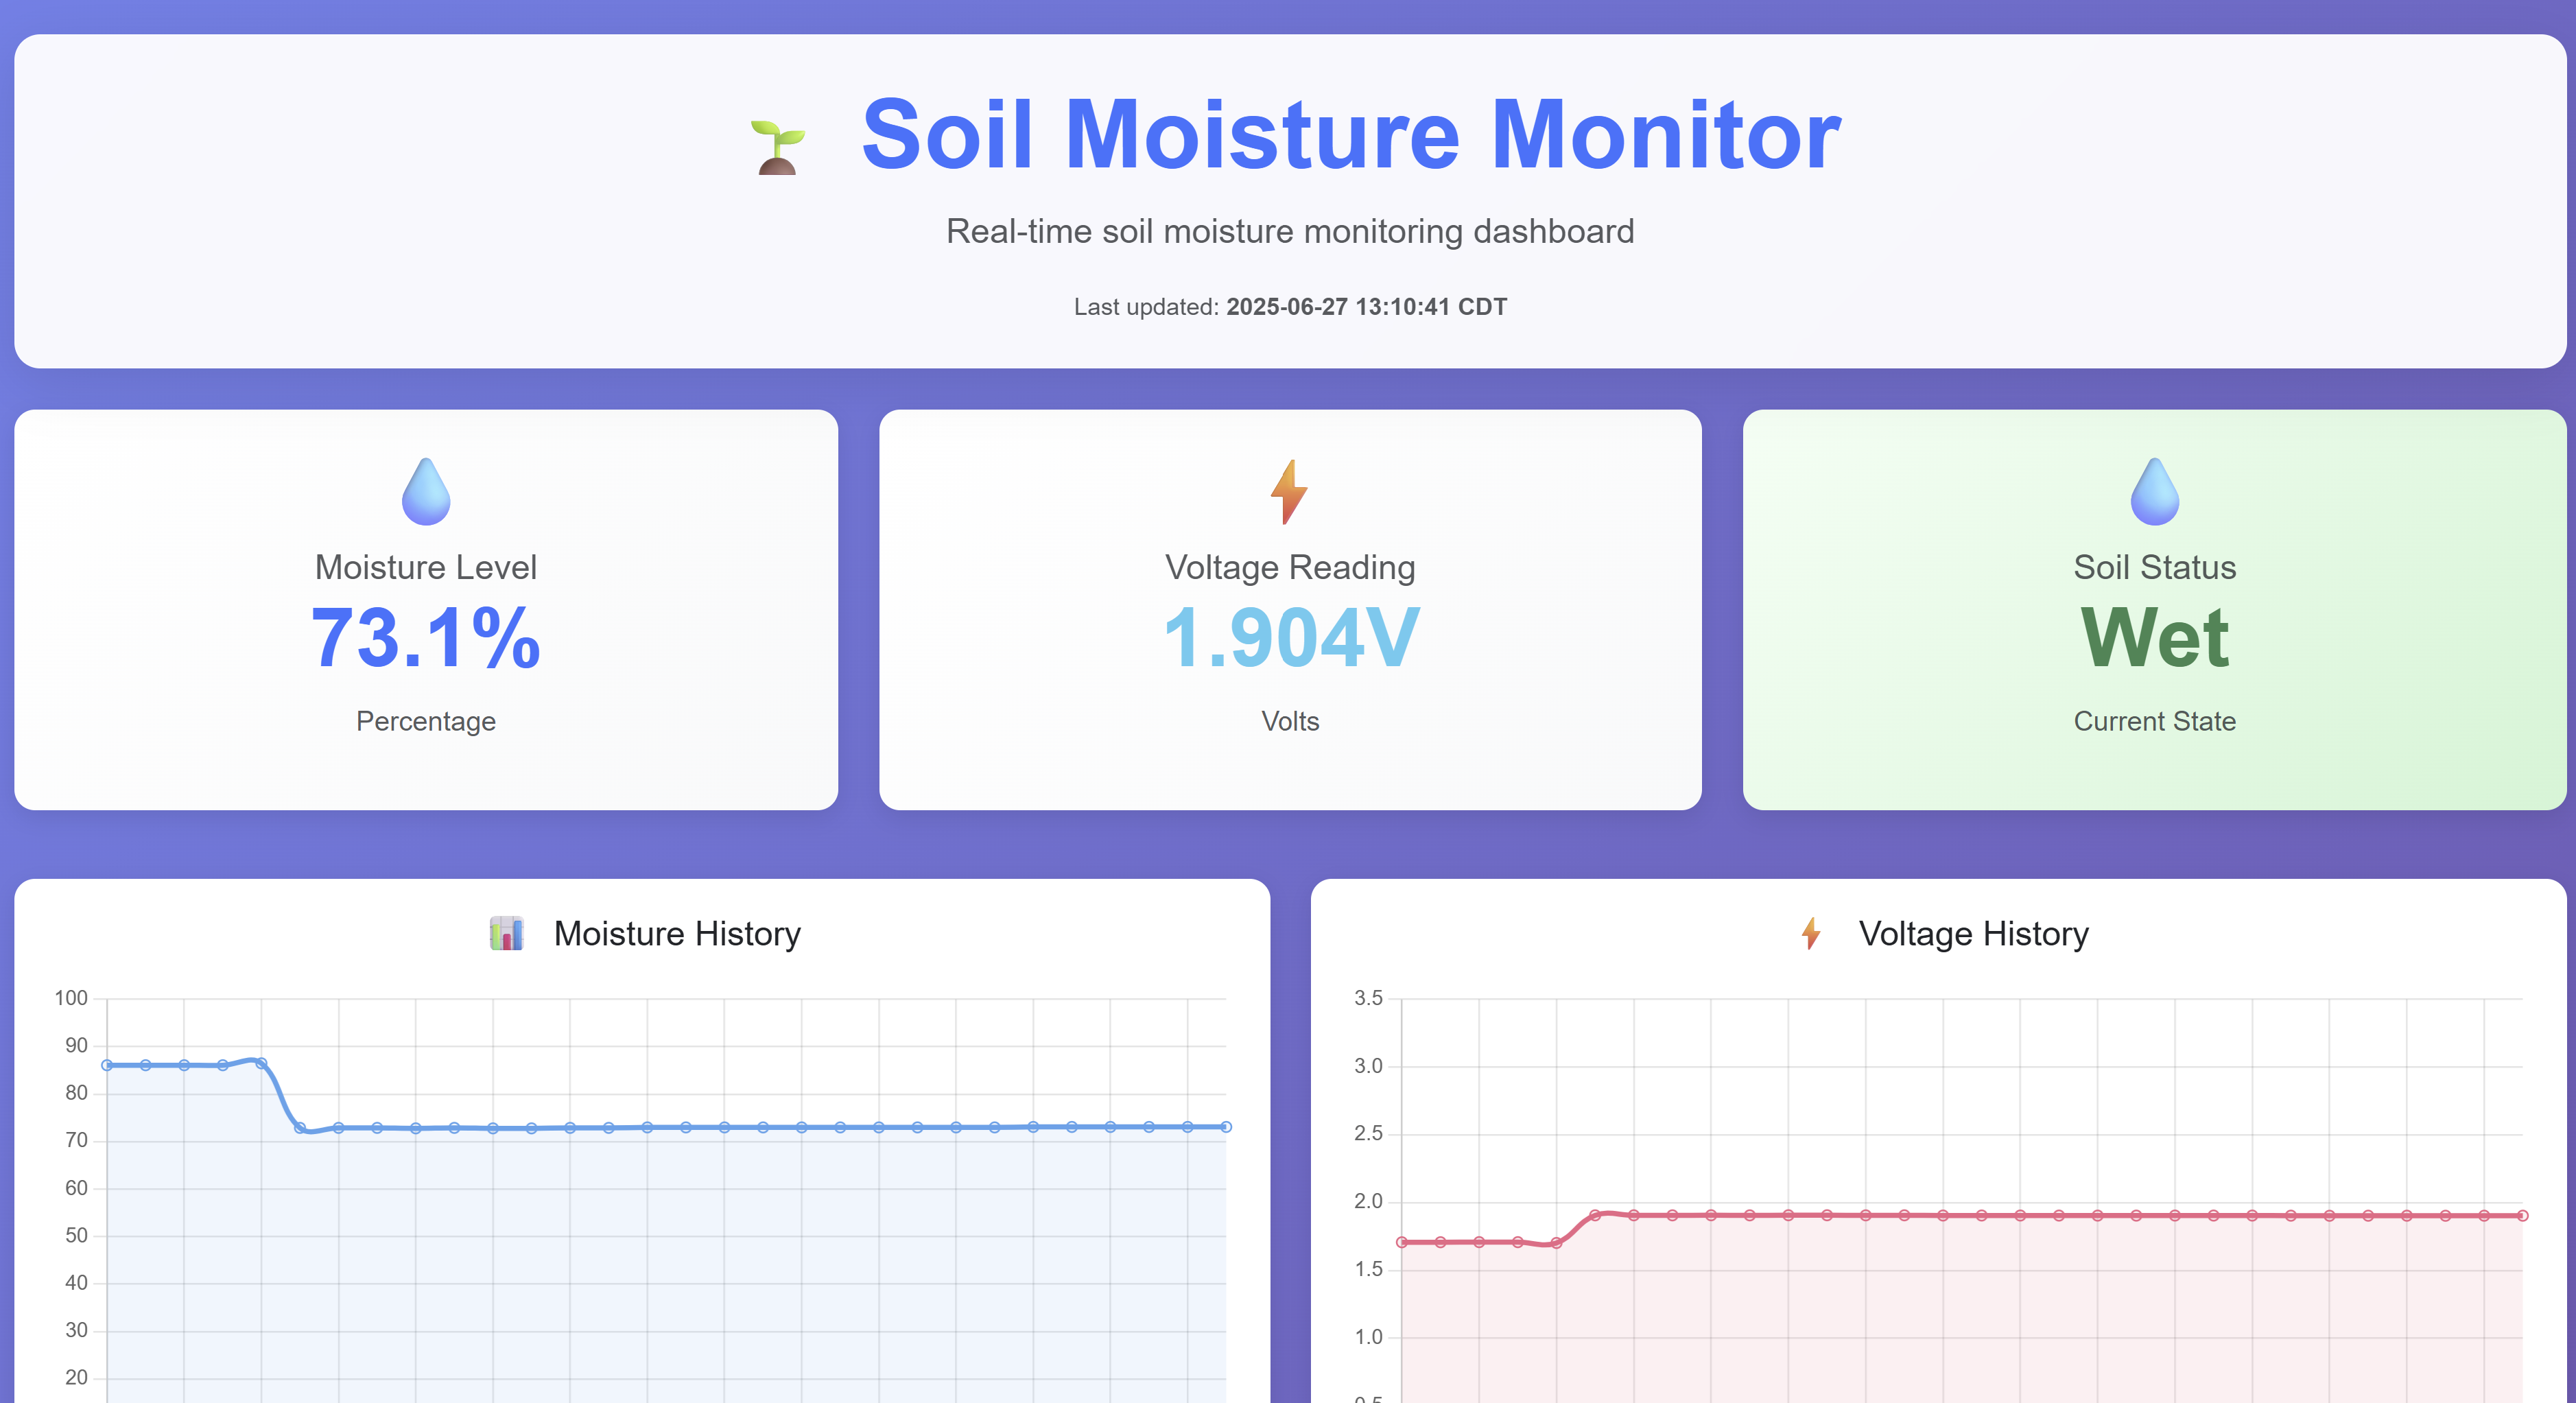 Soil Moisture Monitor
Real-time soil moisture monitoring dashboard
Last updated: 2025-06-27 13:10:41 CDT
Moisture Level
73.1%
Percentage
Voltage Reading
1.904V
Volts
Soil Status
Wet
Current State
Moisture History
100
90
80
70
60
50
40
30
20
Voltage History
3.5
3.0
2.5
2.0
1.5
1.0